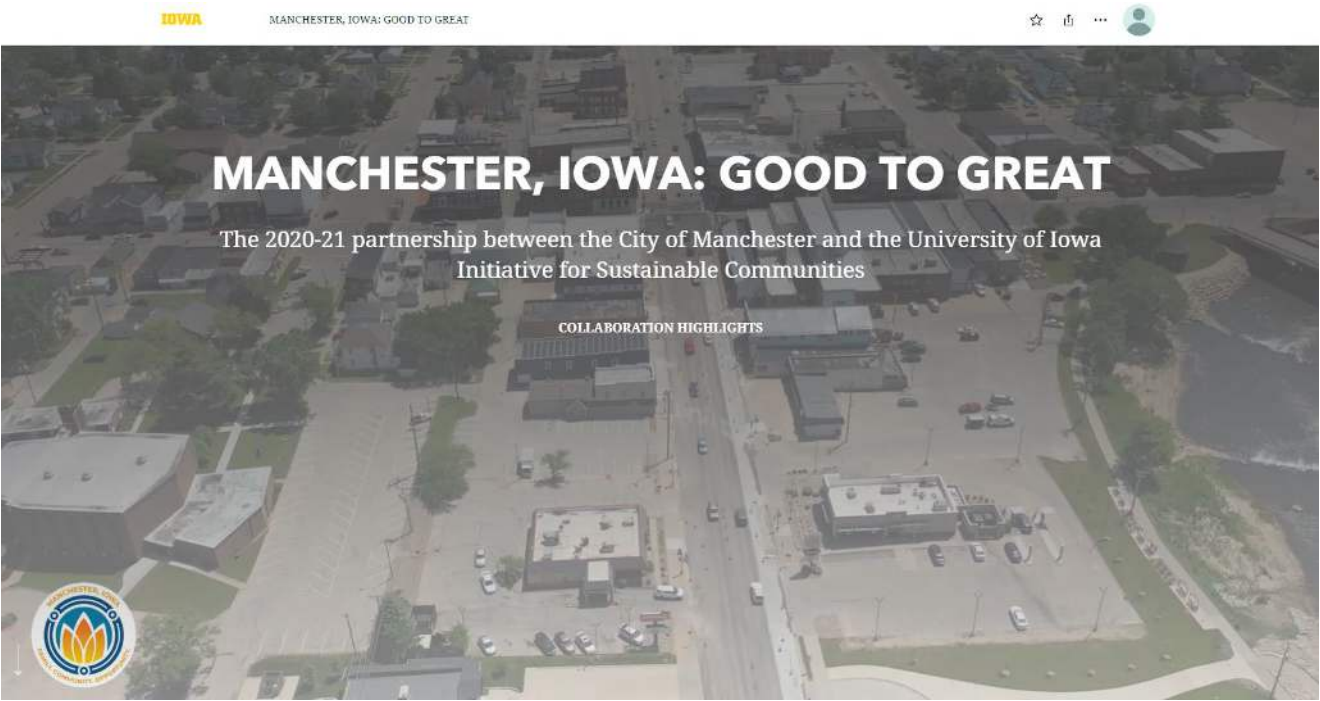 IOWA
MANCHESTER, IOWA: GOOD TO GREAT
MANCHESTER, IOWA: GOOD TO GREAT
The 2020-21 partnership between the City of Manchester and the University of Iowa
Initiative for Sustainable Communities
COLLABORATION HIGHLIGHTS
MANCHESTER, IOWA